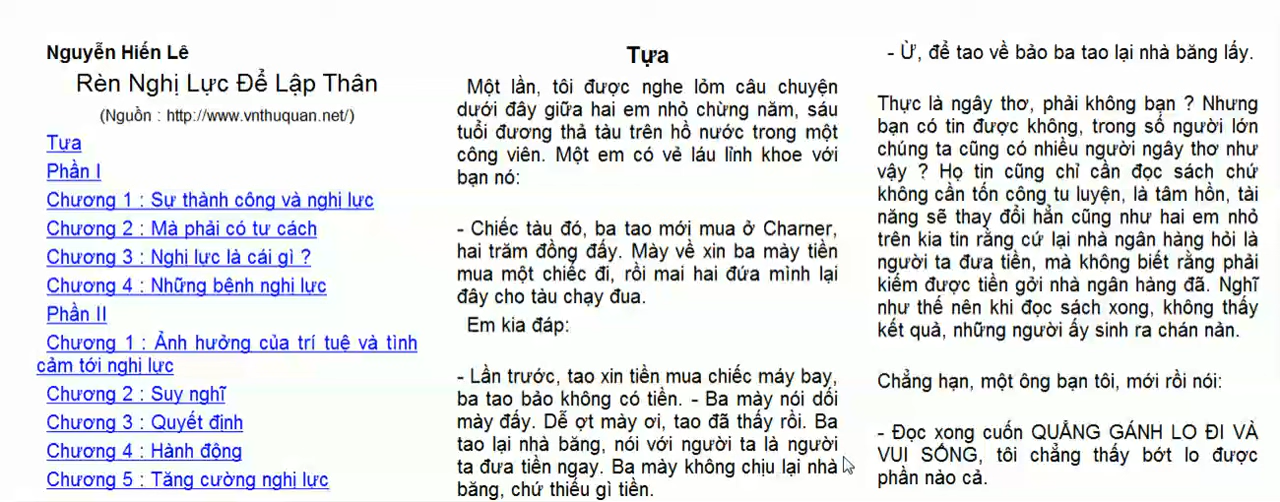 Nguyễn Hiến Lê
Rèn Nghị Lực Để Lập Thân
(Nguồn : http://www.vnthuquan.net/)
Tựa
Phần I
Chương 1 : Sự thành công và nghị lực
Chương 2 : Mà phải có tư cách
Chương 3 : Nghị lực là cái gì ?
Chương 4 : Những bệnh nghị lực
Phần II
Chương 1 : Ảnh hưởng của trí tuệ và tình
cảm tới nghị lực
Chương 2 : Suy nghĩ
Chương 3 : Quyết định
Chương 4 : Hành động
Chương 5 : Tăng cường nghị lực
Tựa
Một lần, tôi được nghe lỏm câu chuyện
dưới đây giữa hai em nhỏ chừng năm, sáu
tuổi đương thả tàu trên hồ nước trong một
công viên. Một em có vẻ láu lỉnh khoe với
bạn nó:
- Chiếc tàu đó, ba tao mới mua ở Charner,
hai trăm đồng đấy. Mày về xin ba mày tiền
mua một chiếc đi, rồi mai hai đứa mình lại
đây cho tàu chạy đua.
Em kia đáp:
- Lần trước, tao xin tiền mua chiếc máy bay,
ba tao bảo không có tiền. - Ba mày nói dối
mày đấy. Dễ ợt mày ơi, tao đã thấy rồi. Ba
tao lại nhà băng, nói với người ta là người
ta đưa tiền ngay. Ba mày không chịu lại nhà
băng, chứ thiếu gì tiền.
- Ừ, để tao về bảo ba tao lại nhà băng lấy.
Thực là ngây thơ, phải không bạn ? Nhưng
bạn có tin được không, trong số người lớn
chúng ta cũng có nhiều người ngây thơ như
vậy ? Họ tin cũng chỉ cần đọc sách chứ
không cần tốn công tu luyện, là tâm hồn, tài
năng sẽ thay đổi hẳn cũng như hai em nhỏ
trên kia tin rằng cứ lại nhà ngân hàng hỏi là
người ta đưa tiền, mà không biết rằng phải
kiếm được tiền gởi nhà ngân hàng đã. Nghĩ
như thế nên khi đọc sách xong, không thấy
kết quả, những người ấy sinh ra chán nản.
Chẳng hạn, một ông bạn tôi, mới rồi nói:
- Đọc xong cuốn QUẲNG GÁNH LO ĐI VÀ
VUI SỐNG, tôi chẳng thấy bớt lo được
phần nào cả.